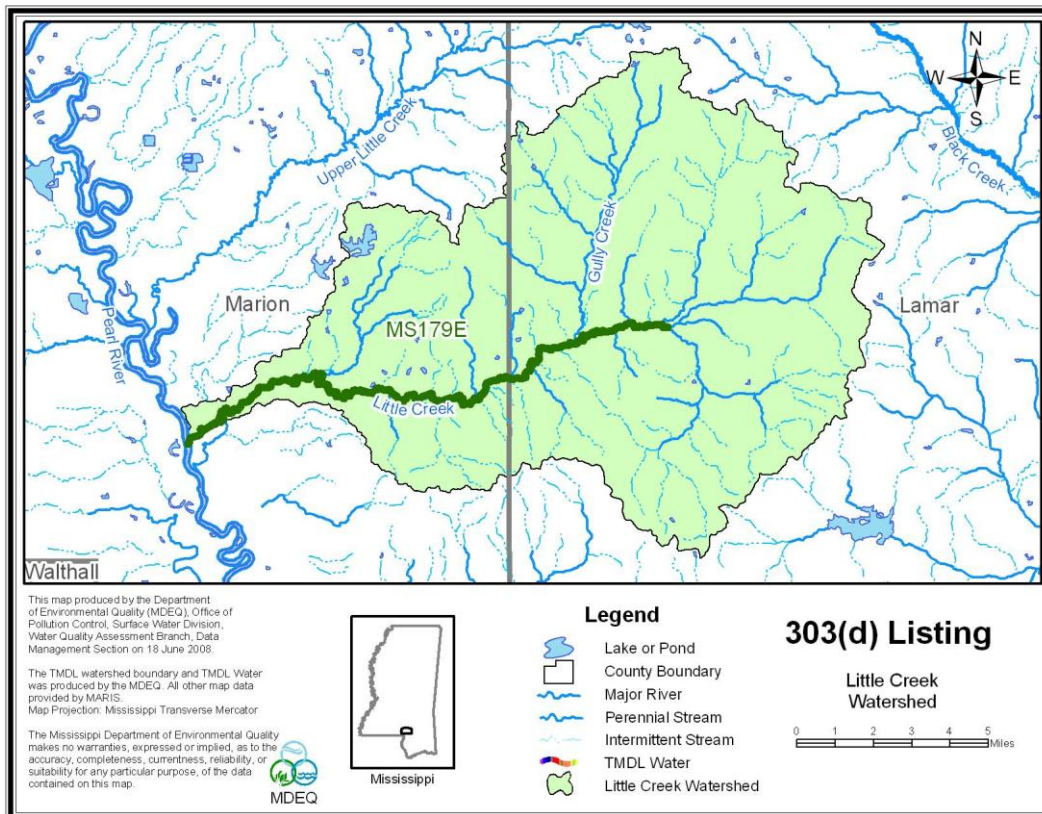 N
W
E
S
Upper Little Creek
Black Creek
Gully Creek
Pearl River
Marion
Lamar
MS179E
Little Creek
Walthall
This map produced by the Department
of Environmental Quality (MDEQ), Office of
Pollution Control, Surface Water Division,
Water Quality Assessment Branch, Data
Management Section on 18 June 2008.
The TMDL watershed boundary and TMDL Water
was produced by the MDEQ. All other map data
provided by MARIS.
Map Projection: Mississippi Transverse Mercator
The Mississippi Department of Environmental Quality
makes no warranties, expressed or implied, as to the
accuracy, completeness, currentness, reliability, or
suitability for any particular purpose, of the data
contained on this map.
MDEQ
Mississippi
Legend
Lake or Pond
County Boundary
Major River
Perennial Stream
Intermittent Stream
TMDL Water
Little Creek Watershed
303(d) Listing
Little Creek
Watershed
0 1 2 3 4 5
Miles